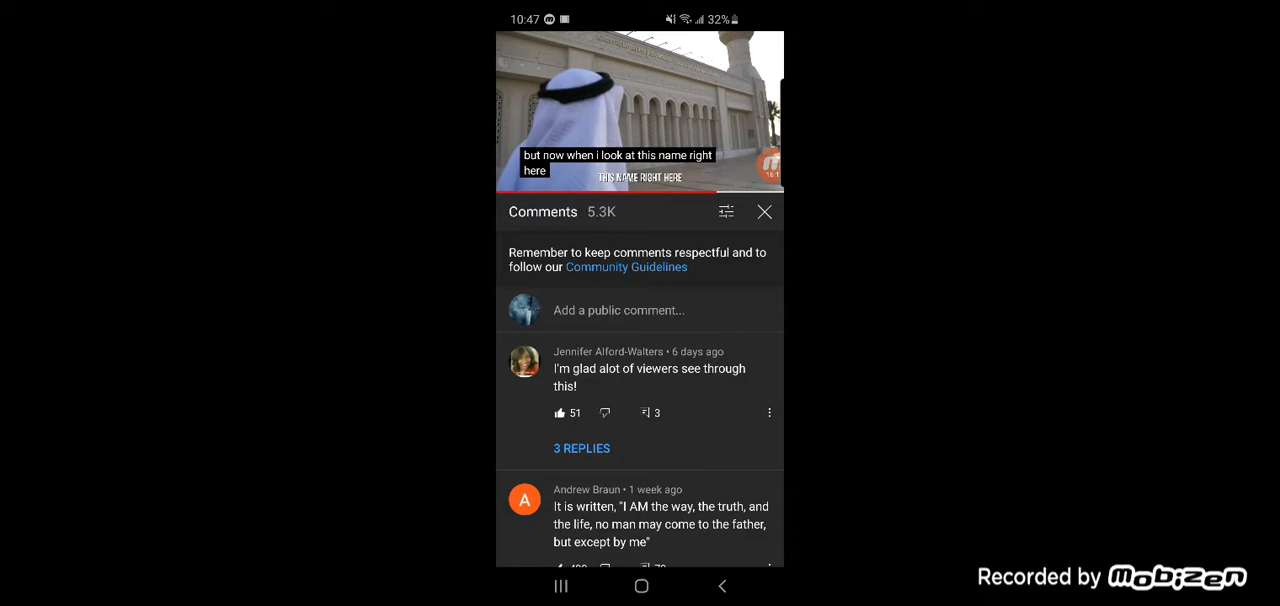 10:47
32%
but now when i look at this name right
here
THIS NAME RIGHT HERE
16:1
Comments 5.3K
Remember to keep comments respectful and to
follow our Community Guidelines
Add a public comment...
Jennifer Alford-Walters • 6 days ago
I'm glad alot of viewers see through
this!
51 3
3 REPLIES
A
Andrew Braun • 1 week ago
It is written, "I AM the way, the truth, and
the life, no man may come to the father,
but except by me"
Recorded by mobizen